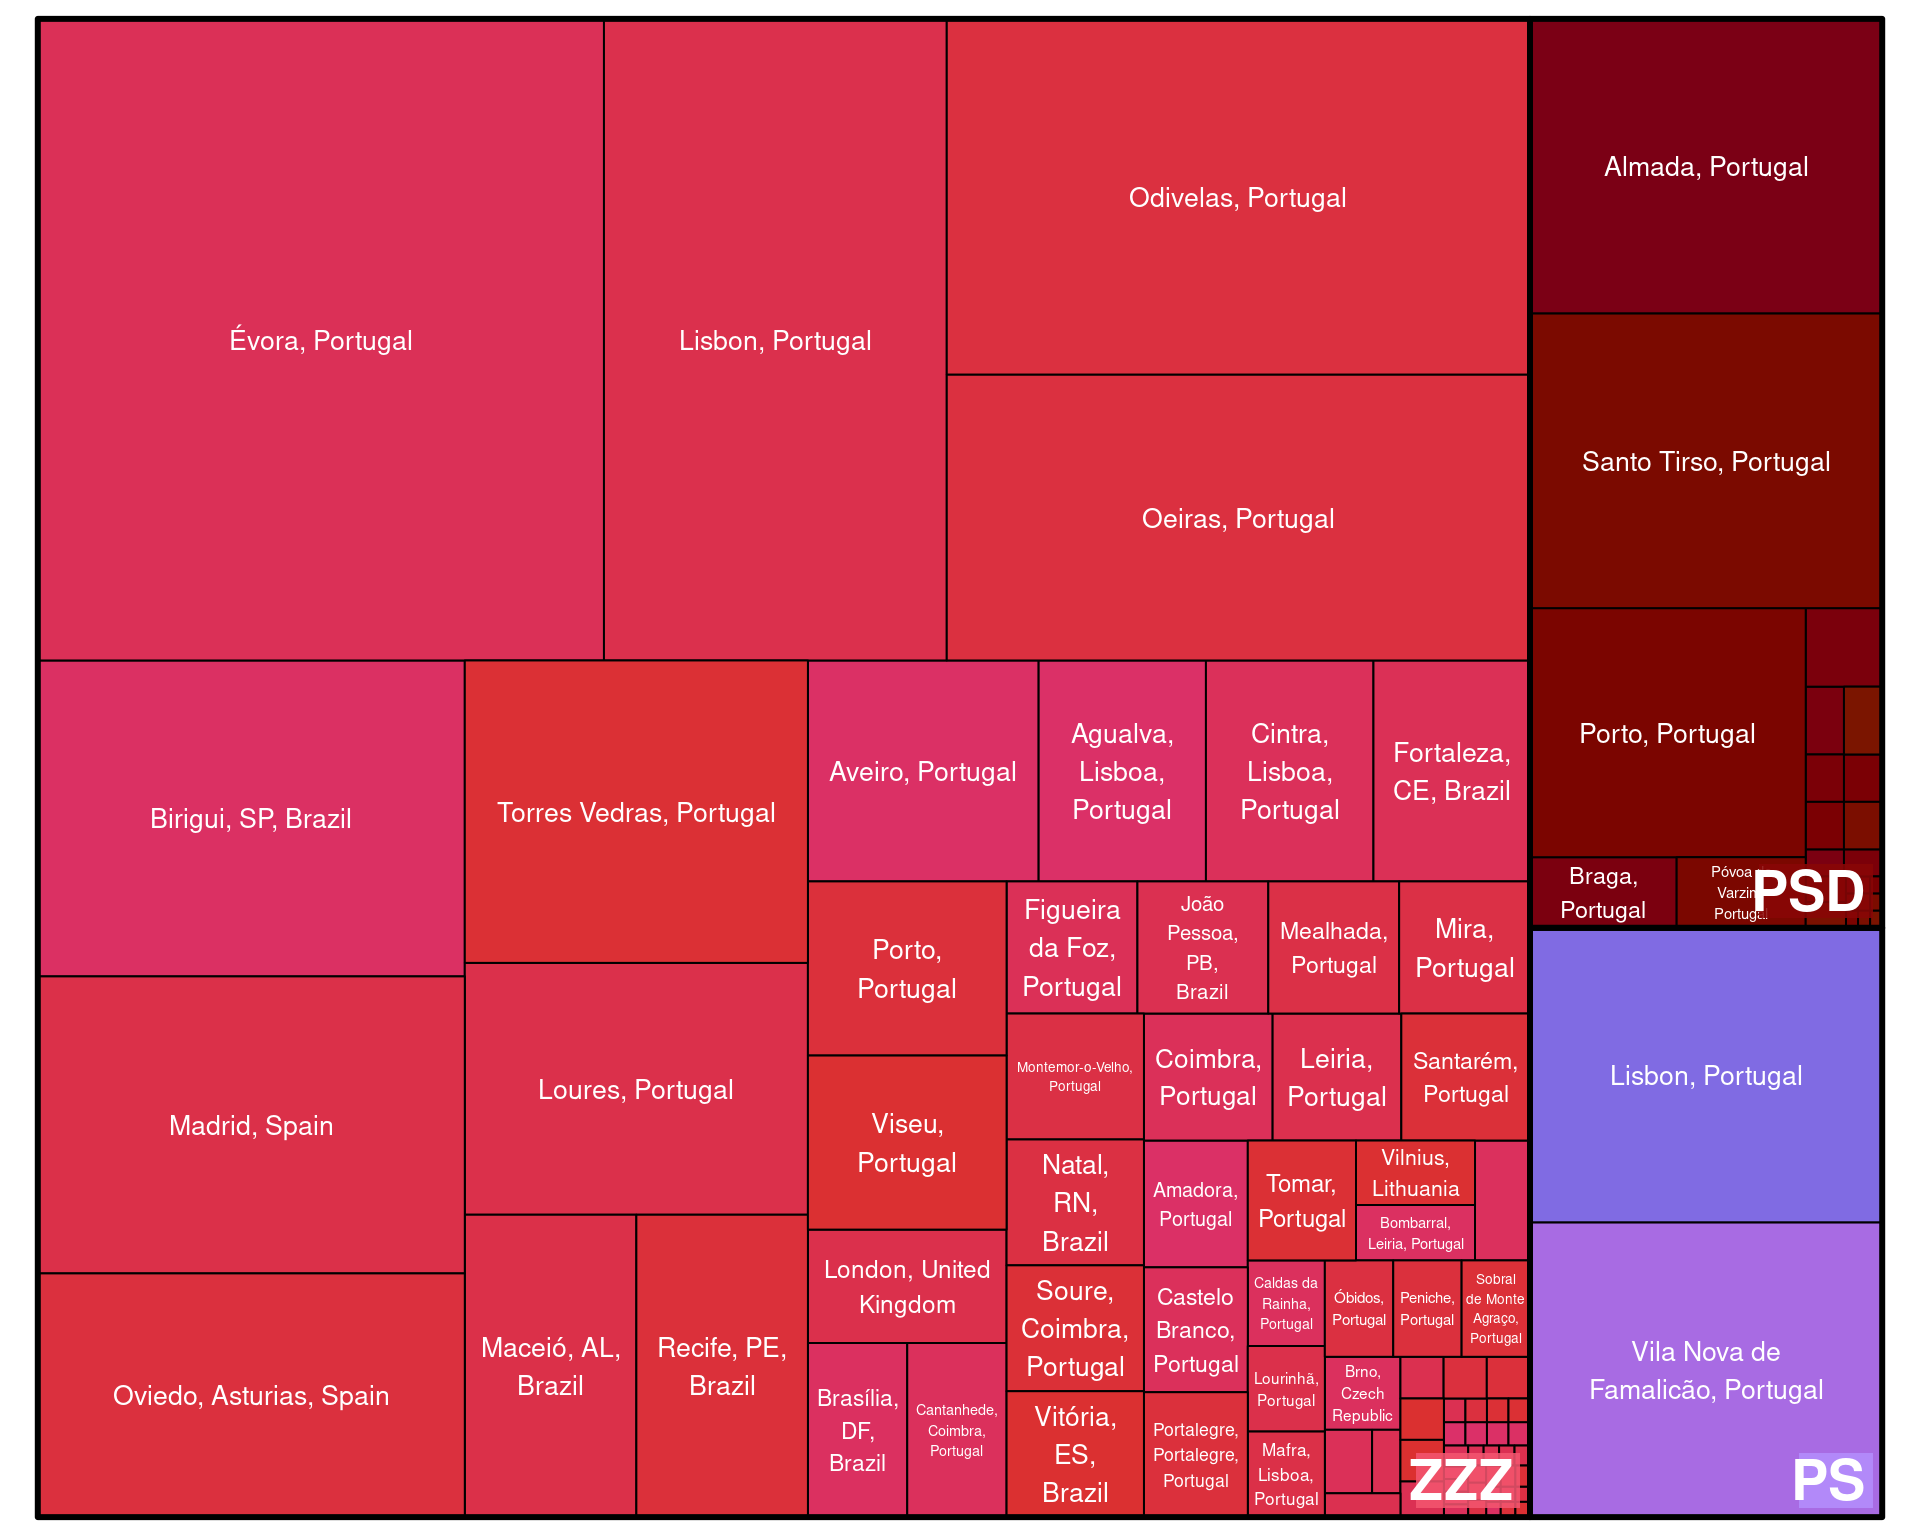 Évora, Portugal
Lisbon, Portugal
Odivelas, Portugal
Oeiras, Portugal
Birigui, SP, Brazil
Madrid, Spain
Oviedo, Asturias, Spain
Torres Vedras, Portugal
Loures, Portugal
Maceió, AL,
Brazil
Recife, PE,
Brazil
Aveiro, Portugal
Agualva,
Lisboa,
Portugal
Cintra,
Lisboa,
Portugal
Fortaleza,
CE, Brazil
Porto,
Portugal
Viseu,
Portugal
London, United
Kingdom
Brasília,
DF,
Brazil
Cantanhede,
Coimbra,
Portugal
Figueira
da Foz,
Portugal
João
Pessoa,
PB,
Brazil
Mealhada,
Portugal
Mira,
Portugal
Montemor-o-Velho,
Portugal
Natal,
RN,
Brazil
Soure,
Coimbra,
Portugal
Vitória,
ES,
Brazil
Coimbra,
Portugal
Leiria,
Portugal
Santarém,
Portugal
Amadora,
Portugal
Castelo
Branco,
Portugal
Portalegre,
Portalegre,
Portugal
Tomar,
Portugal
Vilnius,
Lithuania
Bombarral,
Leiria, Portugal
Caldas da
Rainha,
Portugal
Lourinhã,
Portugal
Mafra,
Lisboa,
Portugal
Óbidos,
Portugal
Peniche,
Portugal
Sobral
de Monte
Agraço,
Portugal
Brno,
Czech
Republic
ZZZ
Almada, Portugal
Santo Tirso, Portugal
Porto, Portugal
Braga,
Portugal
Póvoa
Varzim
Portugal
PSD
Lisbon, Portugal
Vila Nova de
Famalicão, Portugal
PS